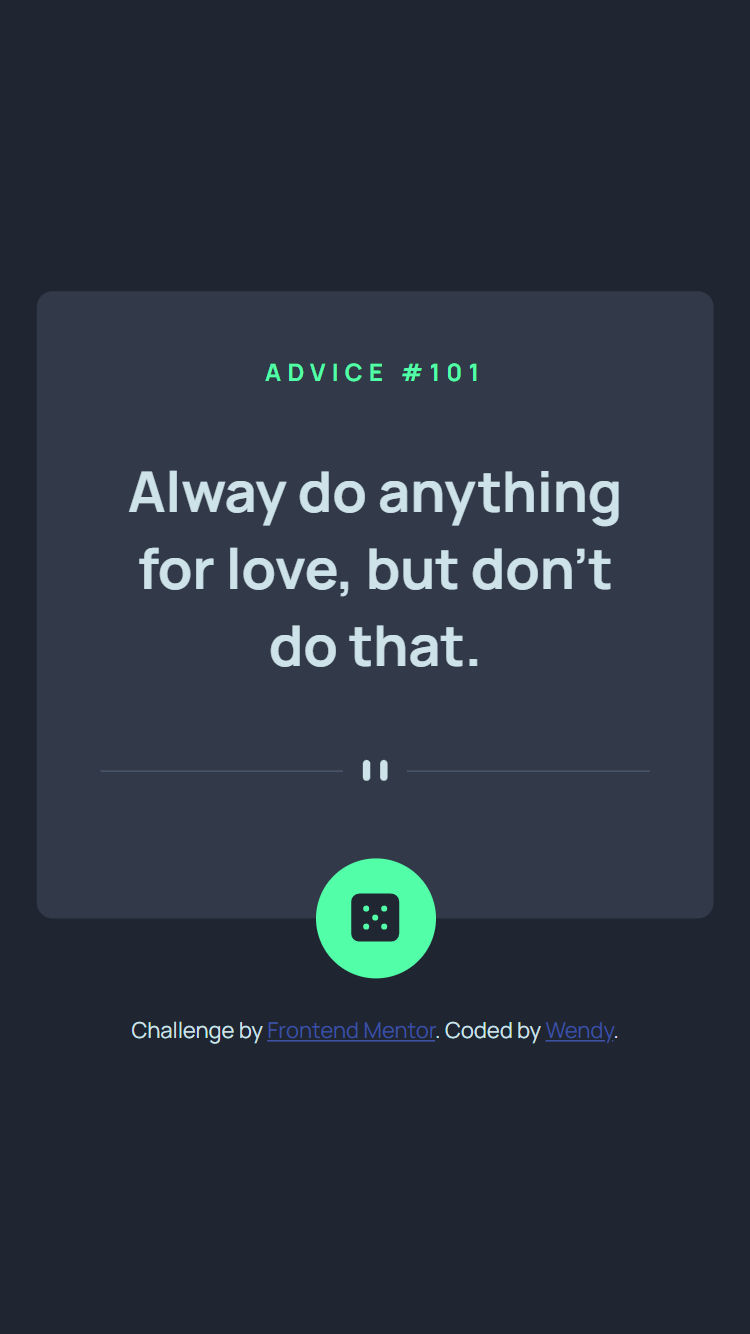 ADVICE #101
Alway do anything
for love, but don’t
do that.
Challenge by Frontend Mentor. Coded by Wendy.